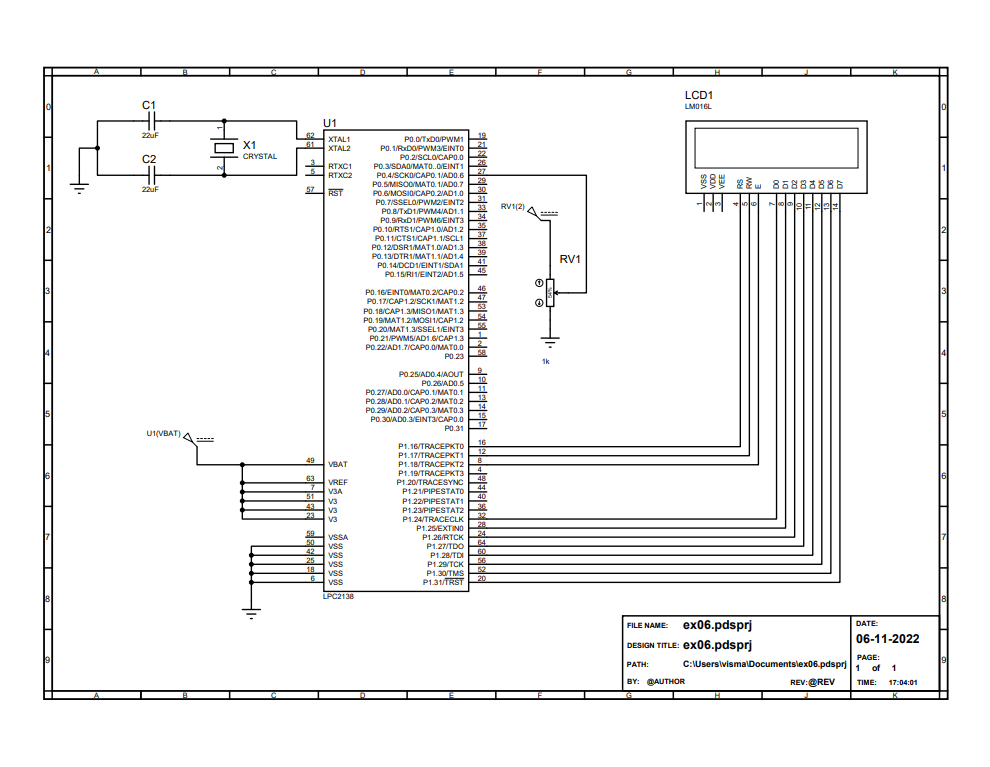 A B C D E F G H J K
0 0
LCD1
LM016L
C1
22uF
X1
CRYSTAL
1
2
C2
22uF
U1
62 XTAL1
61 XTAL2
3 RTXC1
5 RTXC2
57 RST
P0.0/TxD0/PWM1 19
P0.1/RxD0/PWM3/EINT0 21
P0.2/SCL0/CAP0.0 22
P0.3/SDA0/MAT0..0/EINT1 26
P0.4/SCK0/CAP0.1/AD0.6 27
P0.5/MISO0/MAT0.1/AD0.7 29
P0.6/MOSI0/CAP0.2/AD1.0 30
P0.7/SSEL0/PWM2/EINT2 31
P0.8/TxD1/PWM4/AD1.1 33
P0.9/RxD1/PWM6/EINT3 34
P0.10/RTS1/CAP1.0/AD1.2 35
P0.11/CTS1/CAP1.1/SCL1 37
P0.12/DSR1/MAT1.0/AD1.3 38
P0.13/DTR1/MAT1.1/AD1.4 39
P0.14/DCD1/EINT1/SDA1 41
P0.15/RI1/EINT2/AD1.5 45
P0.16/EINT0/MAT0.2/CAP0.2 46
P0.17/CAP1.2/SCK1/MAT1.2 47
P0.18/CAP1.3/MISO1/MAT1.3 53
P0.19/MAT1.2/MOSI1/CAP1.2 54
P0.20/MAT1.3/SSEL1/EINT3 55
P0.21/PWM5/AD1.6/CAP1.3 1
P0.22/AD1.7/CAP0.0/MAT0.0 2
P0.23 58
P0.25/AD0.4/AOUT 9
P0.26/AD0.5 10
P0.27/AD0.0/CAP0.1/MAT0.1 11
P0.28/AD0.1/CAP0.2/MAT0.2 13
P0.29/AD0.2/CAP0.3/MAT0.3 14
P0.30/AD0.3/EINT3/CAP0.0 15
P0.31 17
P1.16/TRACEPKT0 16
P1.17/TRACEPKT1 12
P1.18/TRACEPKT2 8
P1.19/TRACEPKT3 4
P1.20/TRACESYNC 48
P1.21/PIPESTAT0 44
P1.22/PIPESTAT1 40
P1.23/PIPESTAT2 36
P1.24/TRACECLK 32
P1.25/EXTIN0 28
P1.26/RTCK 24
P1.27/TDO 64
P1.28/TDI 60
P1.29/TCK 56
P1.30/TMS 52
P1.31/TRST 20
U1(VBAT)
49 VBAT
63 VREF
7 V3A
51 V3
43 V3
23 V3
59 VSSA
50 VSS
42 VSS
25 VSS
18 VSS
6 VSS
LPC2138
RV1(2)
RV1
1k
VSS VDD VEE RS RW E D0 D1 D2 D3 D4 D5 D6 D7
1 2 3 4 5 6 7 8 9 10 11 12 13 14
1 1
2 2
3 3
4 4
5 5
6 6
7 7
8 8
9 9
FILE NAME: ex06.pdsprj
DESIGN TITLE: ex06.pdsprj
PATH: C:\Users\visma\Documents\ex06.pdsprj
BY: @AUTHOR REV:@REV
DATE:
06-11-2022
PAGE:
1 of 1
TIME: 17:04:01
A B C D E F G H J K